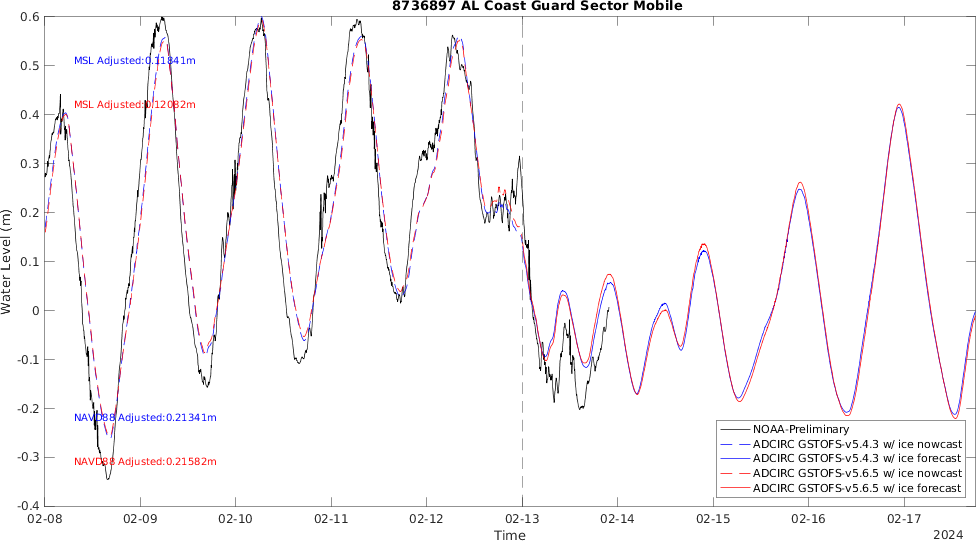 8736897 AL Coast Guard Sector Mobile
0.6
0.5
0.4
0.3
0.2
0.1
0
-0.1
-0.2
-0.3
-0.4
Water Level (m)
MSL Adjusted:0.11841m
MSL Adjusted:0.12082m
NAVD88 Adjusted:0.21341m
NAVD88 Adjusted:0.21582m
NOAA-Preliminary
ADCIRC GSTOFS-v5.4.3 w/ ice nowcast
ADCIRC GSTOFS-v5.4.3 w/ ice forecast
ADCIRC GSTOFS-v5.6.5 w/ ice nowcast
ADCIRC GSTOFS-v5.6.5 w/ ice forecast
02-08 02-09 02-10 02-11 02-12 02-13 02-14 02-15 02-16 02-17
Time
2024